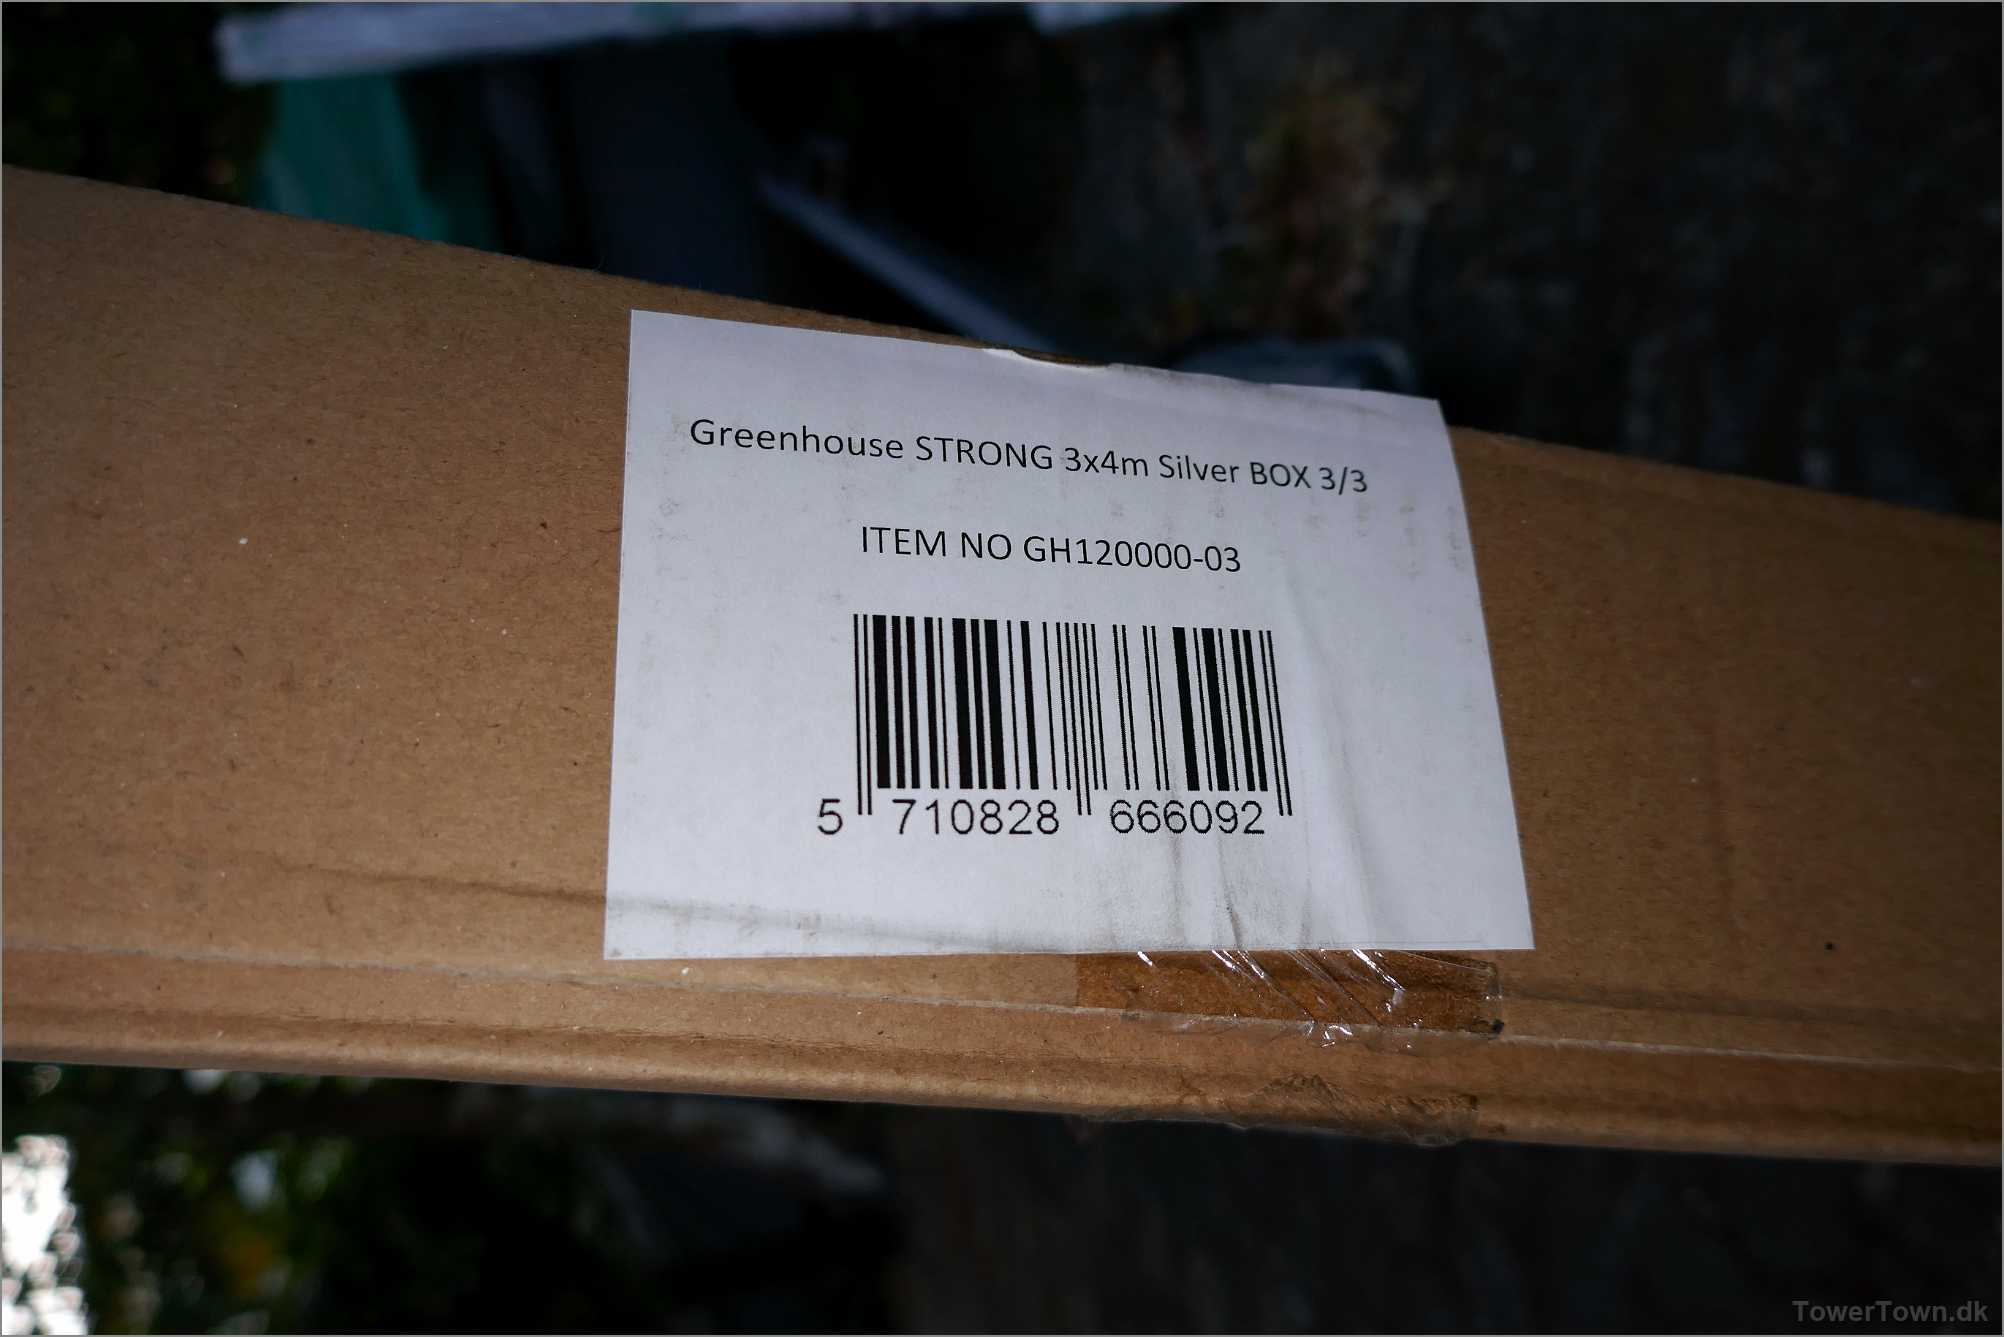 Greenhouse STRONG 3x4m Silver BOX 3/3
ITEM NO GH120000-03
5 710828 666092
TowerTown.dk